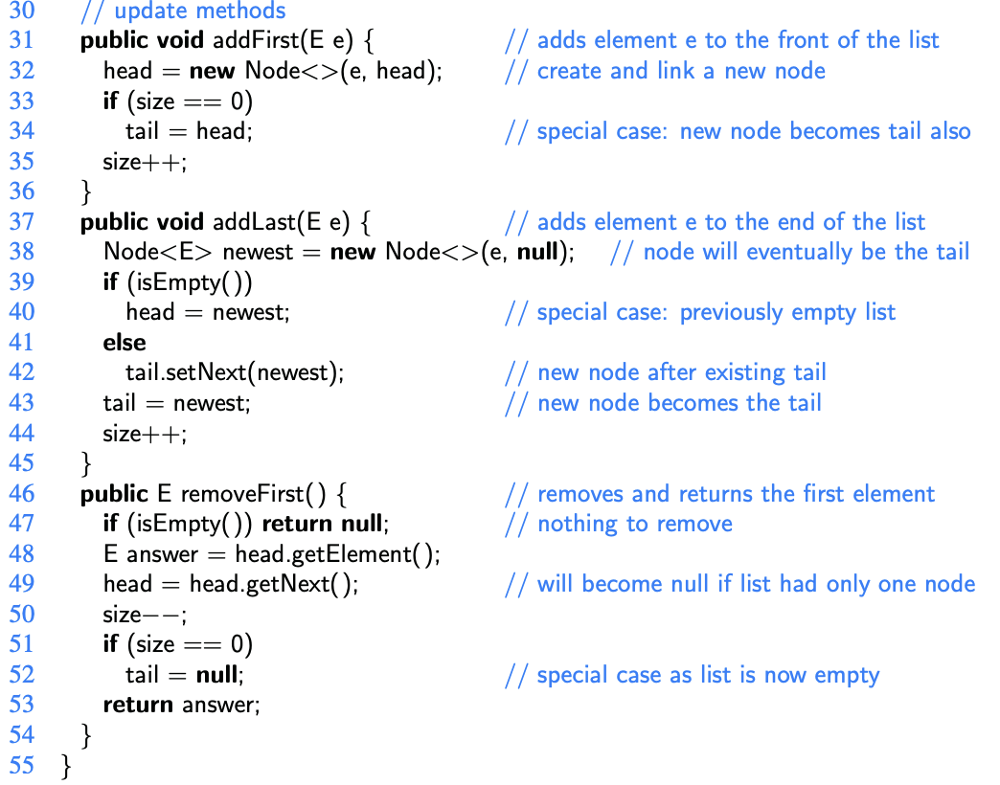 30 // update methods
31 public void addFirst(E e) { // adds element e to the front of the list
32 head = new Node<>(e, head); // create and link a new node
33 if (size == 0)
34 tail = head; // special case: new node becomes tail also
35 size++;
36 }
37 public void addLast(E e) { // adds element e to the end of the list
38 Node<E> newest = new Node<>(e, null); // node will eventually be the tail
39 if (isEmpty())
40 head = newest; // special case: previously empty list
41 else
42 tail.setNext(newest); // new node after existing tail
43 tail = newest; // new node becomes the tail
44 size++;
45 }
46 public E removeFirst() { // removes and returns the first element
47 if (isEmpty()) return null; // nothing to remove
48 E answer = head.getElement();
49 head = head.getNext(); // will become null if list had only one node
50 size−−;
51 if (size == 0)
52 tail = null; // special case as list is now empty
53 return answer;
54 }
55 }